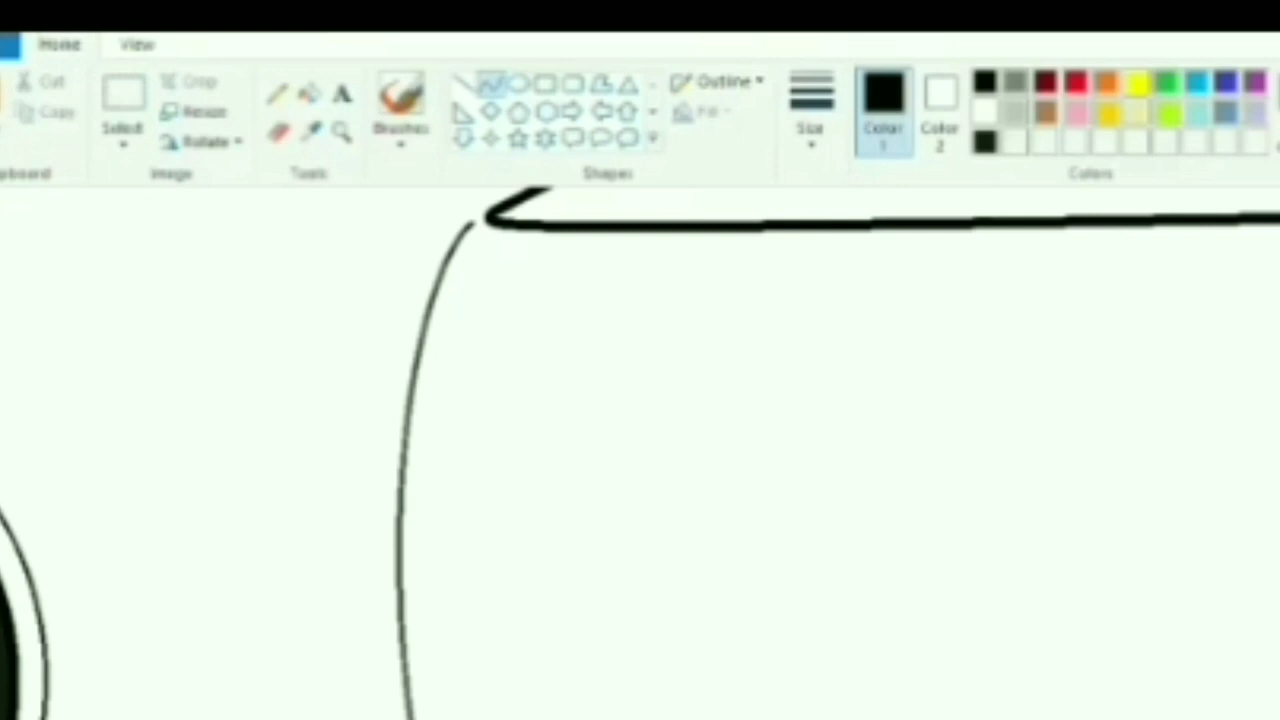 Home View
Cut
Copy
Select
Crop
Resize
Rotate
Image
A
Tools
Brushes
Outline
Fill
Shapes
Size
Color 1
Color 2
Colors
pboard